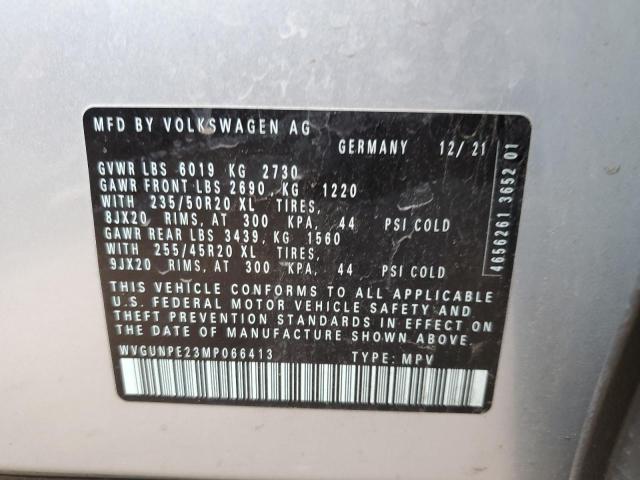 MFD BY VOLKSWAGEN AG
GERMANY 12/ 21
GVWR LBS 6019 KG 2730
GAWR FRONT LBS 2690, KG 1220
WITH 235/50R20 XL TIRES,
8JX20 RIMS, AT 300 KPA, 44 PSI COLD
GAWR REAR LBS 3439, KG 1560
WITH 255/45R20 XL TIRES,
9JX20 RIMS, AT 300 KPA, 44 PSI COLD
THIS VEHICLE CONFORMS TO ALL APPLICABLE
U.S. FEDERAL MOTOR VEHICLE SAFETY AND
THEFT PREVENTION STANDARDS IN EFFECT ON
THE DATE OF MANUFACTURE SHOWN ABOVE.
WVGUNPE23MP066413 TYPE: MPV
4656261 3652 01